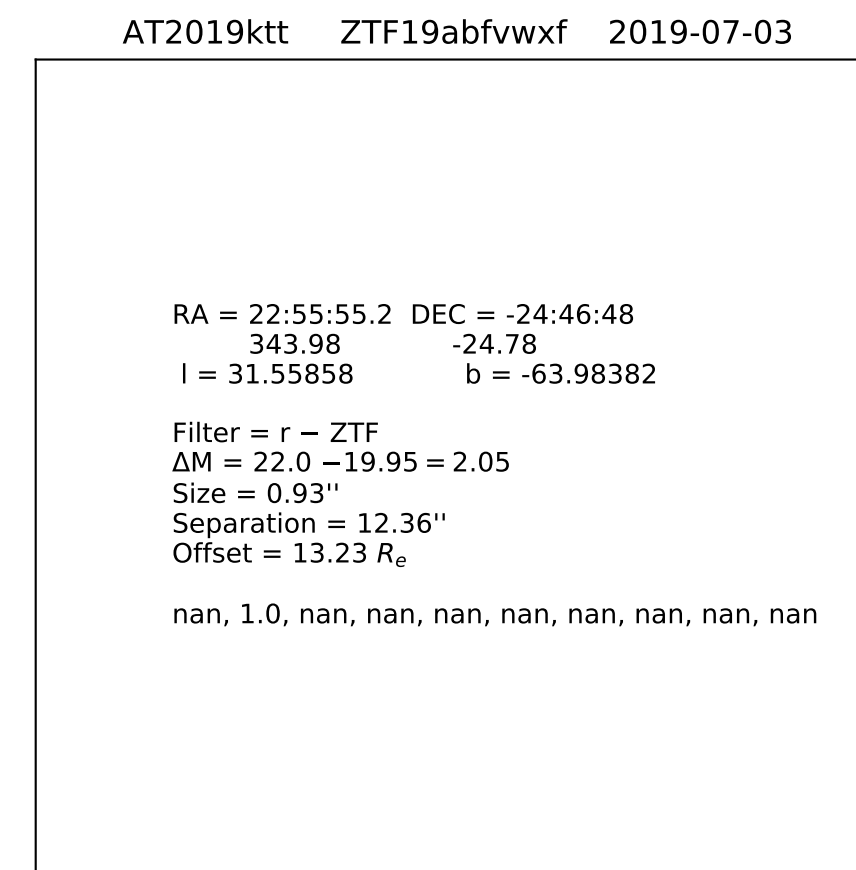 AT2019ktt ZTF19abfvwxf 2019-07-03
RA = 22:55:55.2 DEC = -24:46:48
343.98 -24.78
l = 31.55858 b = -63.98382
Filter = r − ZTF
ΔM = 22.0 −19.95 = 2.05
Size = 0.93''
Separation = 12.36''
Offset = 13.23 Re
nan, 1.0, nan, nan, nan, nan, nan, nan, nan, nan